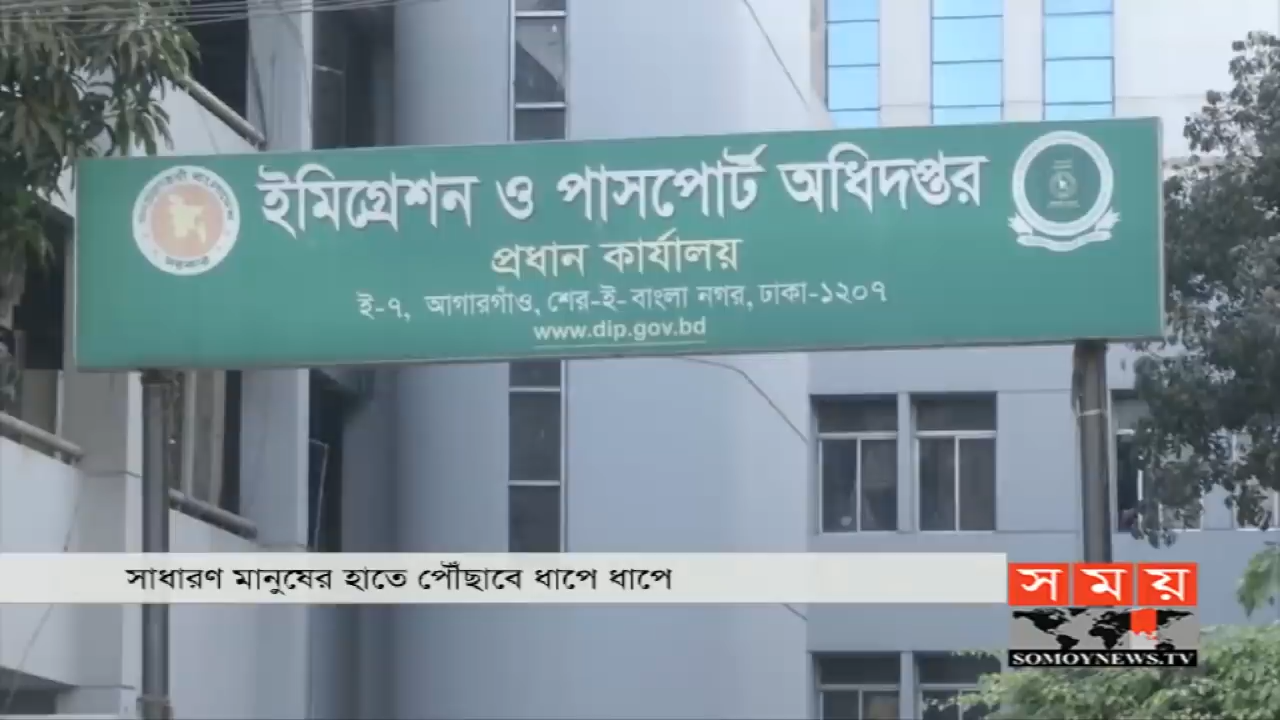 ইমিগ্রেশন ও পাসপোর্ট অধিদপ্তর
প্রধান কার্যালয়
ই-৭, আগারগাঁও, শের-ই-বাংলা নগর, ঢাকা-১২০৭
www.dip.gov.bd
সাধারণ মানুষের হাতে পৌঁছাবে ধাপে ধাপে
সময়
SOMOYNEWS.TV